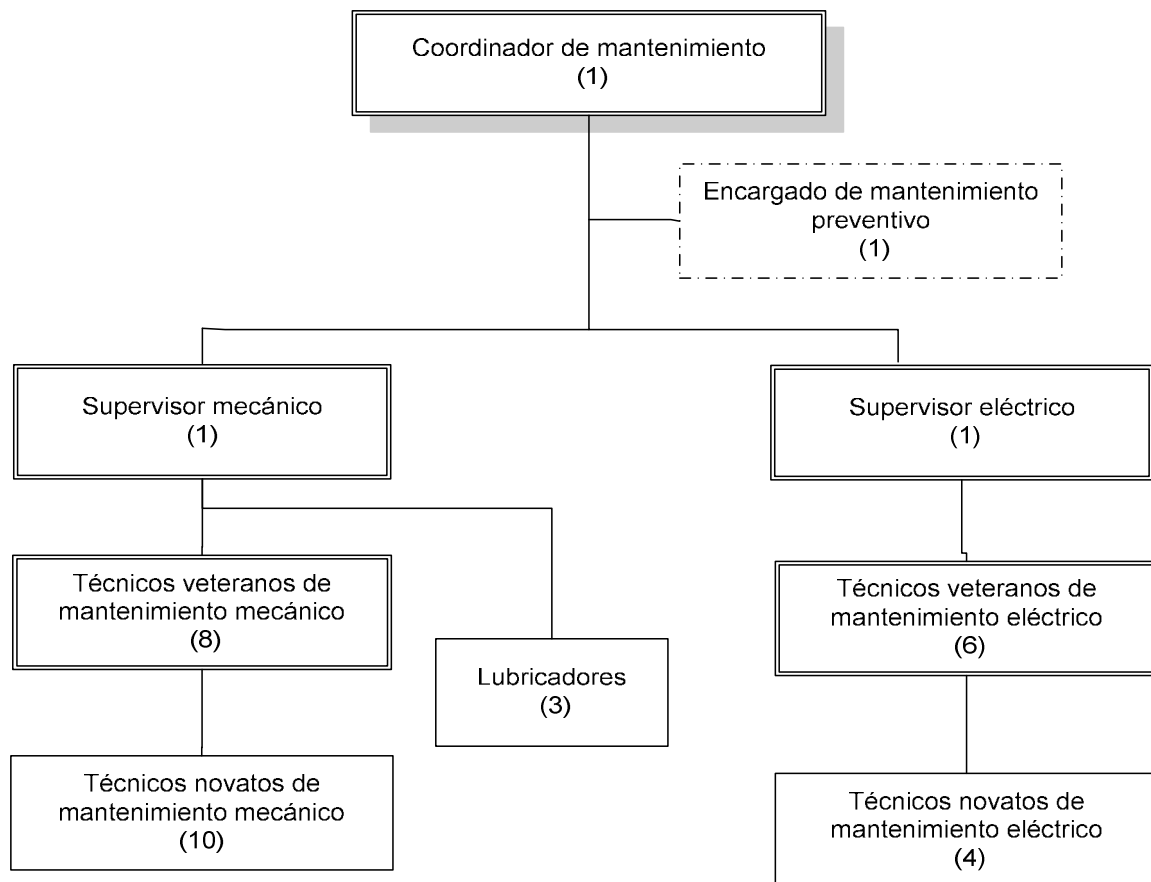 Coordinador de mantenimiento
(1)
Encargado de mantenimiento
preventivo
(1)
Supervisor mecánico
(1)
Supervisor eléctrico
(1)
Técnicos veteranos de
mantenimiento mecánico
(8)
Técnicos veteranos de
mantenimiento eléctrico
(6)
Lubricadores
(3)
Técnicos novatos de
mantenimiento mecánico
(10)
Técnicos novatos de
mantenimiento eléctrico
(4)